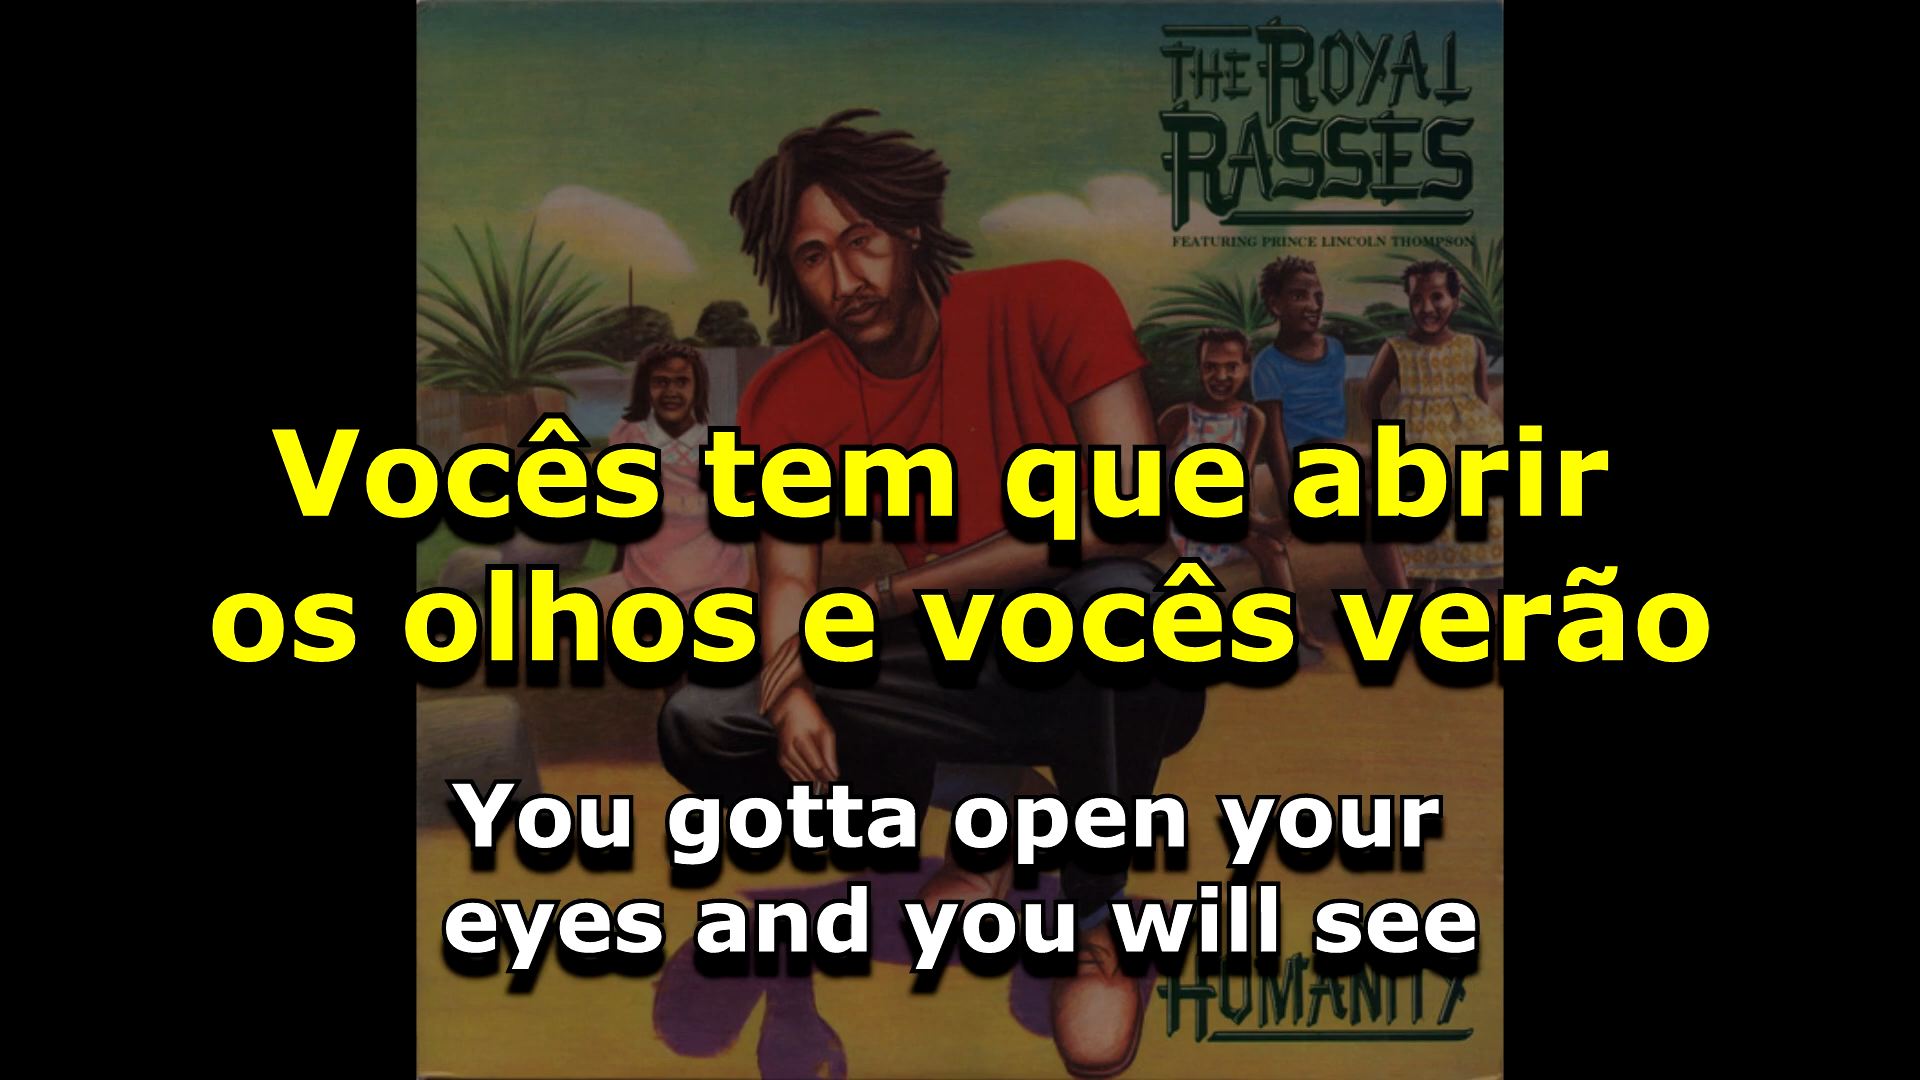 THE ROYAL
RASSES
FEATURING PRINCE LINCOLN THOMPSON
Vocês tem que abrir
os olhos e vocês verão
You gotta open your
eyes and you will see
HUMANITY